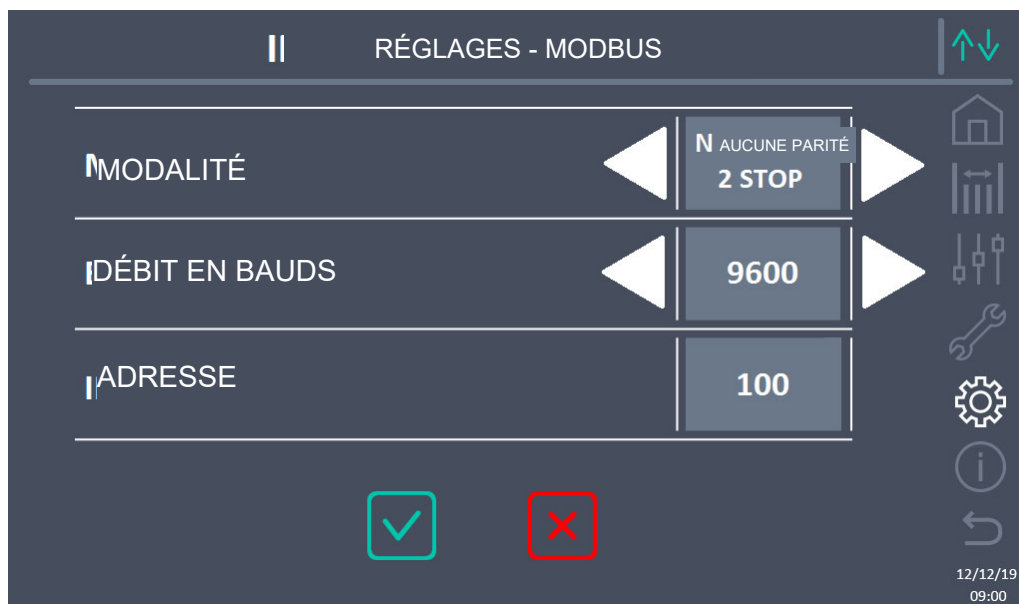 RÉGLAGES - MODBUS
MODALITÉ
N AUCUNE PARITÉ
2 STOP
DÉBIT EN BAUDS
9600
ADRESSE
100
12/12/19
09:00